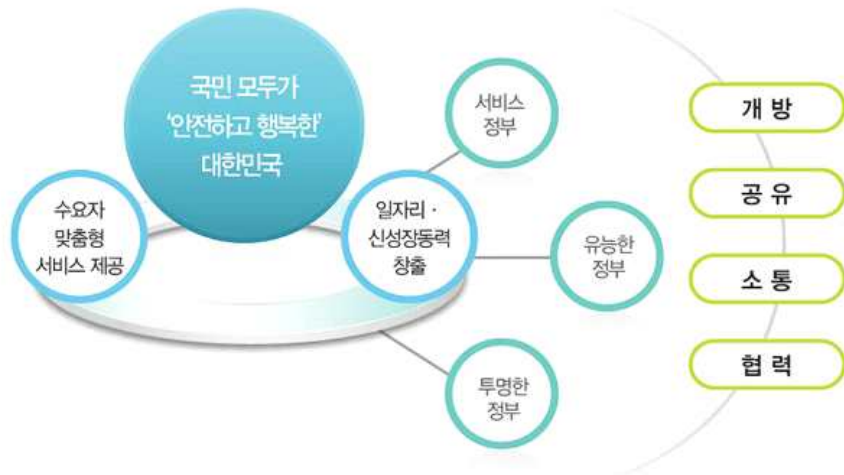 국민 모두가
‘안전하고 행복한’
대한민국
수요자
맞춤형
서비스 제공
일자리 ·
신성장동력
창출
서비스
정부
유능한
정부
투명한
정부
개 방
공 유
소 통
협 력